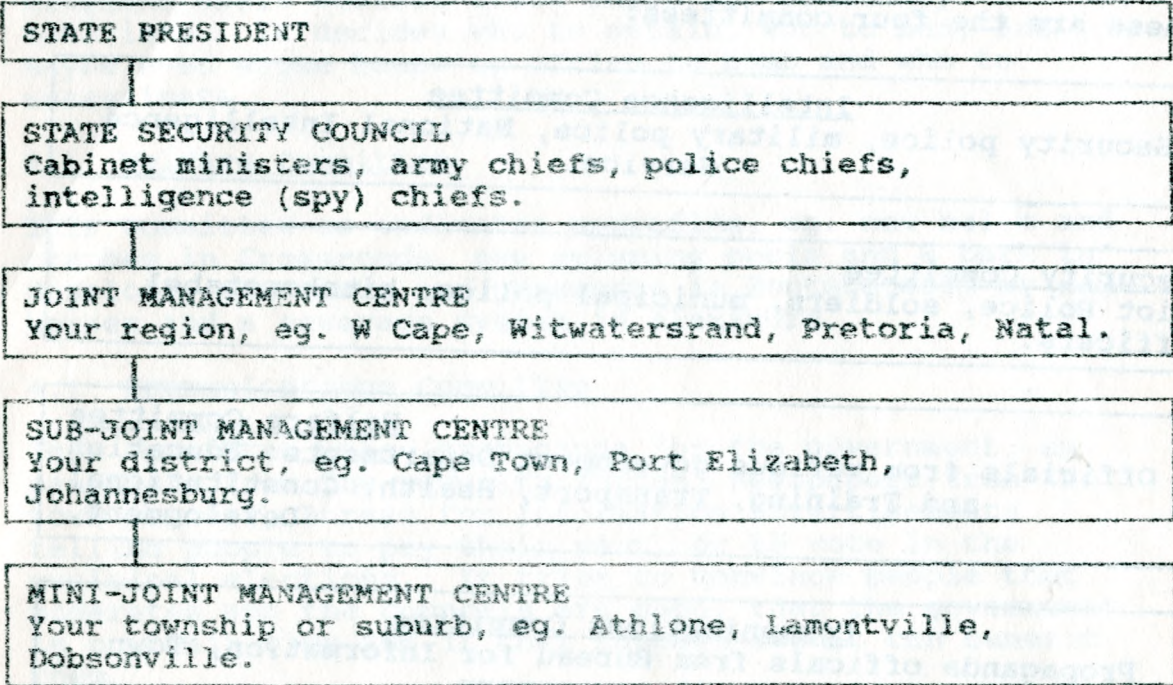 STATE PRESIDENT
STATE SECURITY COUNCIL
Cabinet ministers, army chiefs, police chiefs,
intelligence (spy) chiefs.
JOINT MANAGEMENT CENTRE
Your region, eg. W Cape, Witwatersrand, Pretoria, Natal.
SUB-JOINT MANAGEMENT CENTRE
Your district, eg. Cape Town, Port Elizabeth,
Johannesburg.
MINI-JOINT MANAGEMENT CENTRE
Your township or suburb, eg. Athlone, Lamontville,
Dobsonville.